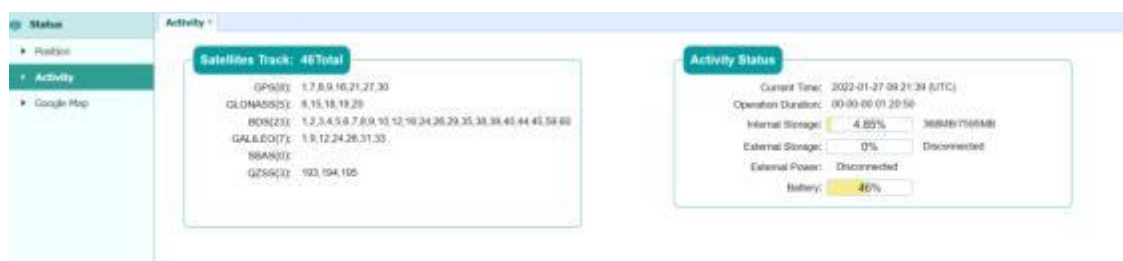 Status
Position
Activity
Google Map
Activity
Satellites Track: 46Total
GPS(8): 1,7,8,9,16,21,27,30
GLONASS(5): 8,15,18,19,20
BDS(23): 1,2,3,4,5,6,7,8,9,10,12,16,24,26,29,35,38,39,40,44,45,59,60
GALILEO(7): 1,9,12,24,26,31,33
SBAS(0):
QZSS(3): 193,194,195
Activity Status
Current Time: 2022-01-27 09:21:39 (UTC)
Operation Duration: 00-00-00 01:20:50
Internal Storage: 4.85% 368MB/7595MB
External Storage: 0% Disconnected
External Power: Disconnected
Battery: 46%